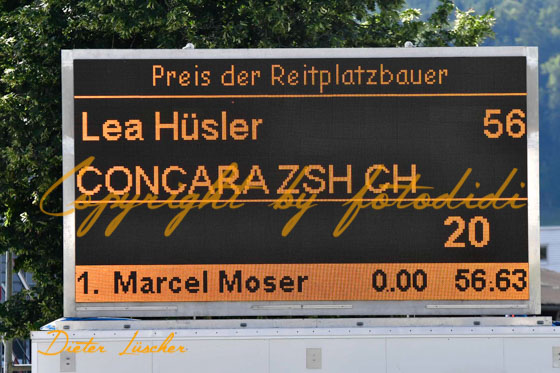 Preis der Reitplatzbauer
Lea Hüsler 56
CONCARA ZSH CH
Copyright by fotodidi
20
1. Marcel Moser 0.00 56.63
Dieter Lüscher